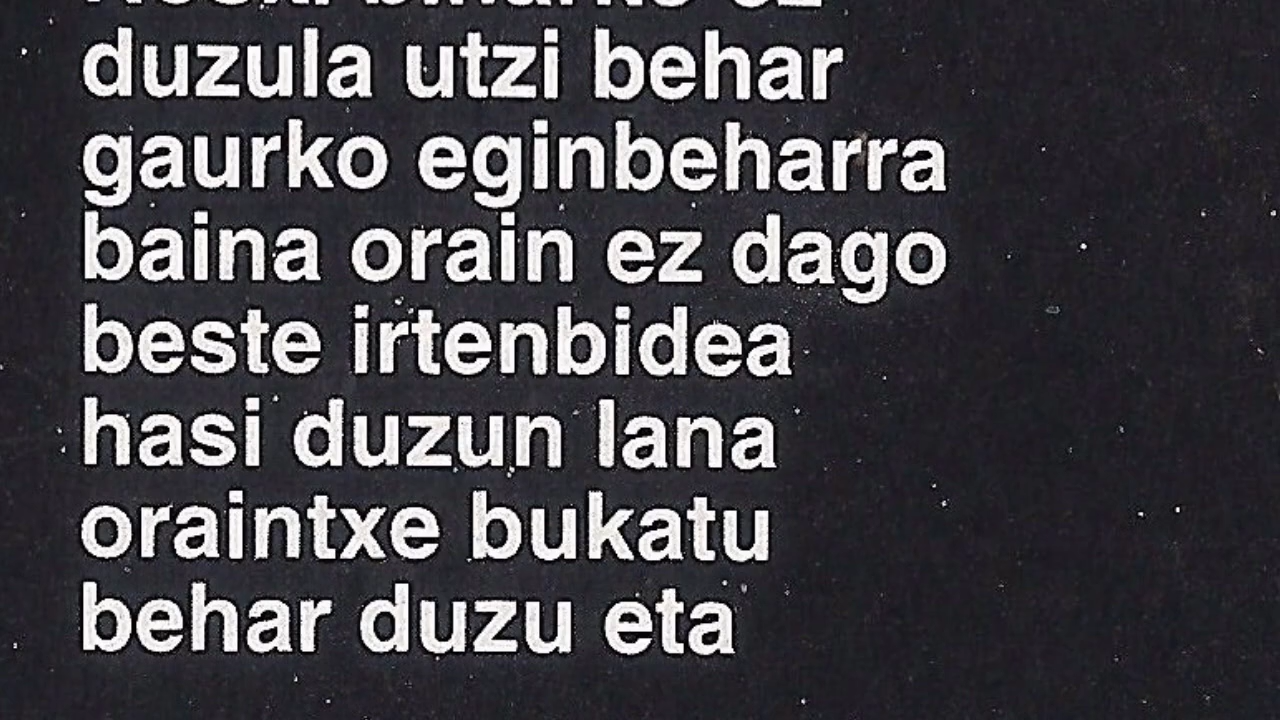 duzula utzi behar
gaurko eginbeharra
baina orain ez dago
beste irtenbidea
hasi duzun lana
oraintxe bukatu
behar duzu eta